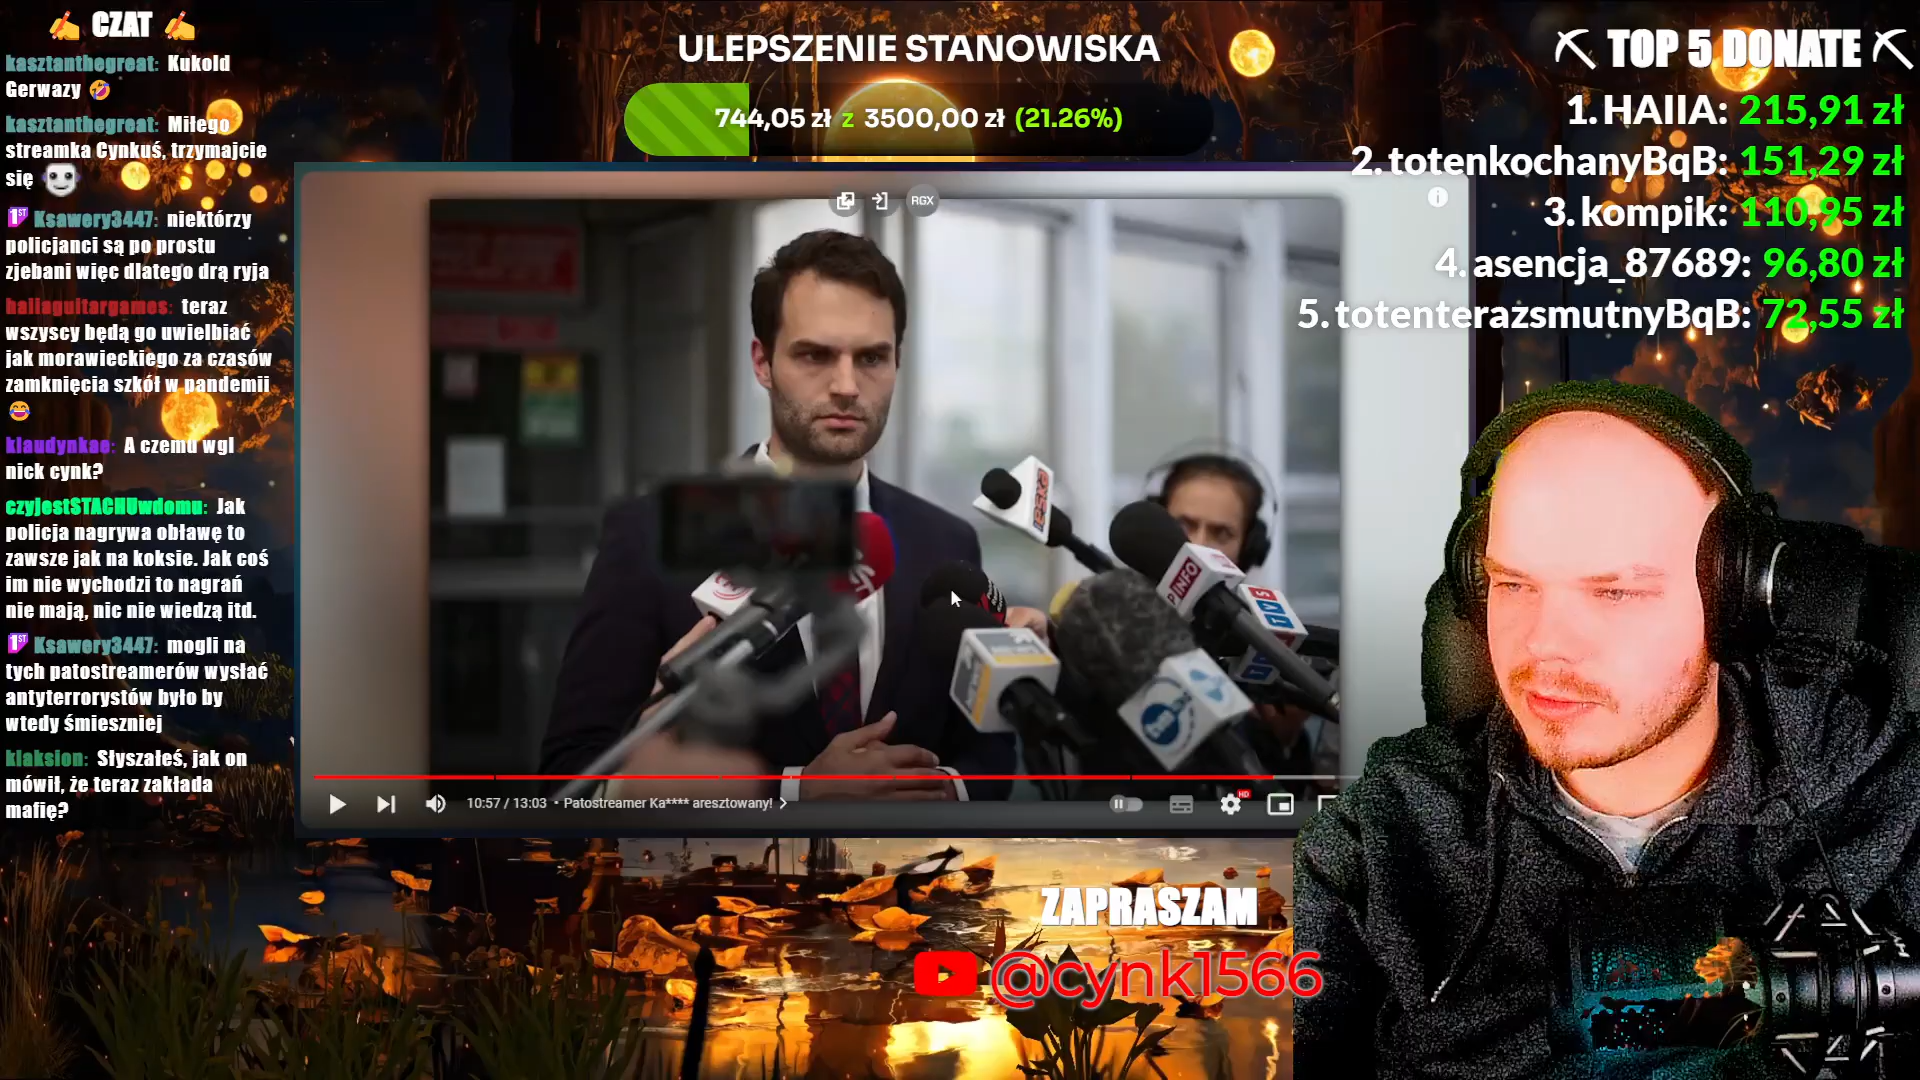 ✍ CZAT ✍
kasztanthegreat: Kukold
Gerwazy 🤣
kasztanthegreat: Miłego
streamka Cynkuś, trzymajcie
się
1ST Ksawery3447: niektórzy
policjanci są po prostu
zjebani więc dlatego drą ryja
hailaguitargames: teraz
wszyscy będą go uwielbiać
jak morawieckiego za czasów
zamknięcia szkół w pandemii
😂
klaudynkae: A czemu wgl
nick cynk?
czyjestSTACHUwdomu: Jak
policja nagrywa obławę to
zawsze jak na koksie. Jak coś
im nie wychodzi to nagrań
nie mają, nic nie wiedzą itd.
1ST Ksawery3447: mogli na
tych patostreamerów wysłać
antyterrorystów było by
wtedy śmieszniej
klaksion: Słyszałeś, jak on
mówił, że teraz zakłada
mafię?
ULEPSZENIE STANOWISKA
744,05 zł z 3500,00 zł (21.26%)
RGX
eska
P INFO
TVS
10:57 / 13:03 • Patostreamer Ka**** aresztowany!
HD
TOP 5 DONATE
1. HAIIA: 215,91 zł
2. totenkochanyBqB: 151,29 zł
3. kompik: 110,95 zł
4. asencja_87689: 96,80 zł
5. totenterazsmutnyBqB: 72,55 zł
ZAPRASZAM
@cynk1566